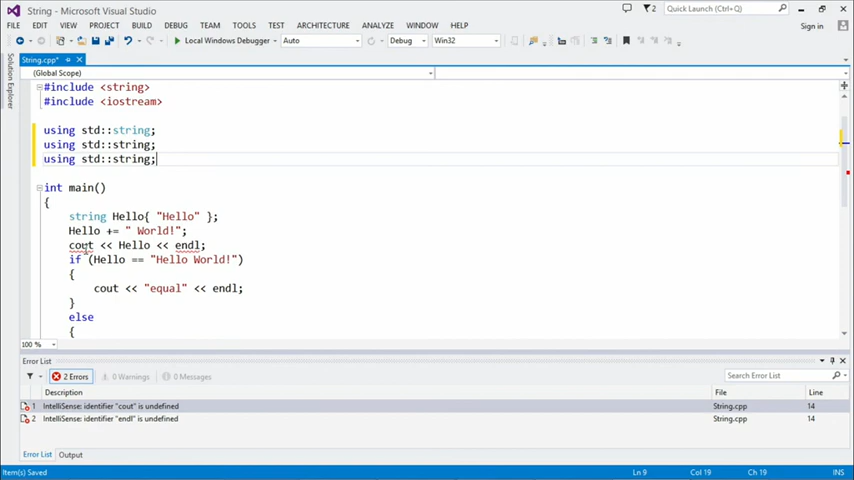 String - Microsoft Visual Studio
2
Quick Launch (Ctrl+Q)
FILE EDIT VIEW PROJECT BUILD DEBUG TEAM TOOLS TEST ARCHITECTURE ANALYZE WINDOW HELP
Sign in
Local Windows Debugger Auto Debug Win32
Solution Explorer
String.cpp*
(Global Scope)
#include <string>
#include <iostream>
using std::string;
using std::string;
using std::string;
int main()
{
string Hello{ "Hello" };
Hello += " World!";
cout << Hello << endl;
if (Hello == "Hello World!")
{
cout << "equal" << endl;
}
else
{
100 %
Error List
2 Errors 0 Warnings 0 Messages
Search Error List
Description File Line
1 IntelliSense: identifier "cout" is undefined String.cpp 14
2 IntelliSense: identifier "endl" is undefined String.cpp 14
Error List Output
Item(s) Saved Ln 9 Col 19 Ch 19 INS